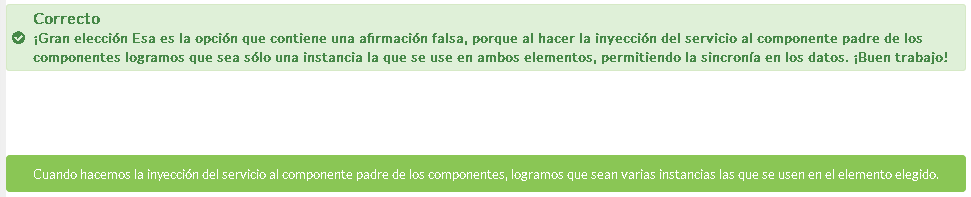 Correcto
¡Gran elección Esa es la opción que contiene una afirmación falsa, porque al hacer la inyección del servicio al componente padre de los
componentes logramos que sea sólo una instancia la que se use en ambos elementos, permitiendo la sincronía en los datos. ¡Buen trabajo!
Cuando hacemos la inyección del servicio al componente padre de los componentes, logramos que sean varias instancias las que se usen en el elemento elegido.